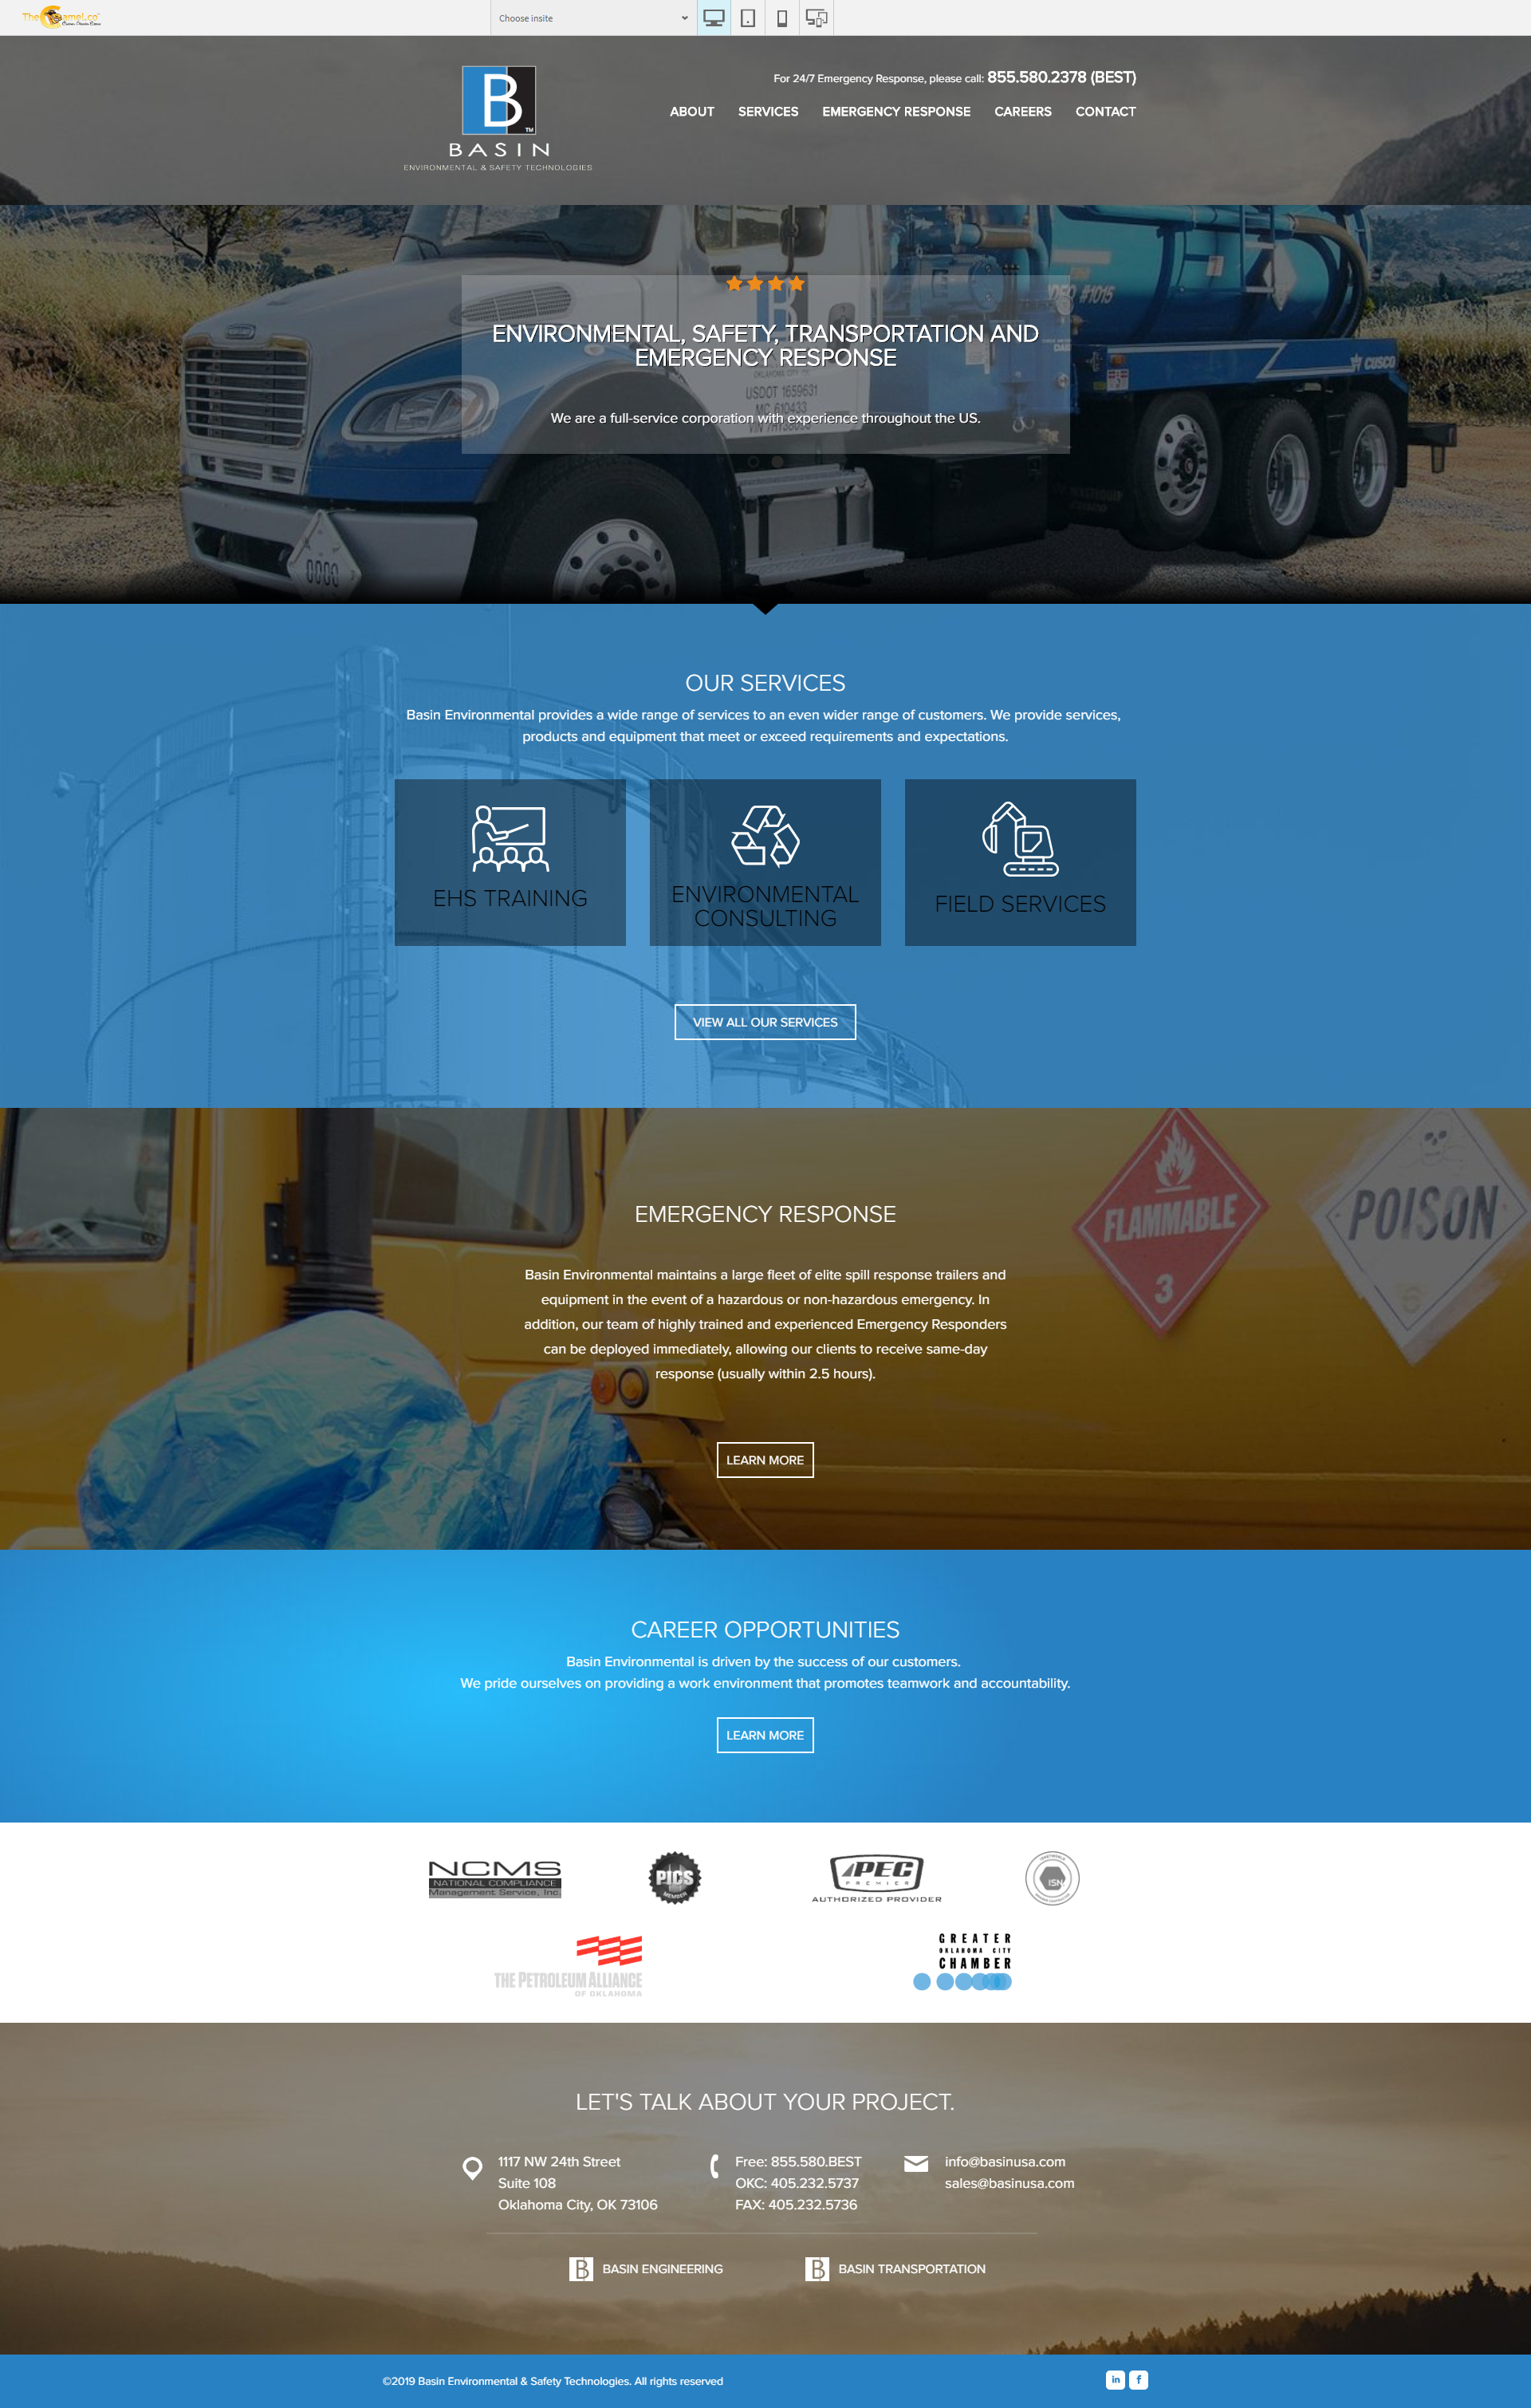 Choose insite
For 24/7 Emergency Response, please call: 855.580.2378 (BEST)
B
TM
BASIN
ENVIRONMENTAL & SAFETY TECHNOLOGIES
ABOUT SERVICES EMERGENCY RESPONSE CAREERS CONTACT
#1015
CUSCO
ENVIRONMENTAL, SAFETY, TRANSPORTATION AND
EMERGENCY RESPONSE
USDOT 1659631
MC 610433
We are a full-service corporation with experience throughout the US.
OUR SERVICES
Basin Environmental provides a wide range of services to an even wider range of customers. We provide services,
products and equipment that meet or exceed requirements and expectations.
EHS TRAINING
ENVIRONMENTAL
CONSULTING
FIELD SERVICES
VIEW ALL OUR SERVICES
FLAMMABLE
3
POISON
EMERGENCY RESPONSE
Basin Environmental maintains a large fleet of elite spill response trailers and
equipment in the event of a hazardous or non-hazardous emergency. In
addition, our team of highly trained and experienced Emergency Responders
can be deployed immediately, allowing our clients to receive same-day
response (usually within 2.5 hours).
LEARN MORE
CAREER OPPORTUNITIES
Basin Environmental is driven by the success of our customers.
We pride ourselves on providing a work environment that promotes teamwork and accountability.
LEARN MORE
NCMS
NATIONAL COMPLIANCE
Management Service, Inc.
PICS
MEMBER
PEC
PREMIER
AUTHORIZED PROVIDER
ISN
THE PETROLEUM ALLIANCE
OF OKLAHOMA
GREATER
OKLAHOMA CITY
CHAMBER
LET'S TALK ABOUT YOUR PROJECT.
1117 NW 24th Street
Suite 108
Oklahoma City, OK 73106
Free: 855.580.BEST
OKC: 405.232.5737
FAX: 405.232.5736
info@basinusa.com
sales@basinusa.com
B BASIN ENGINEERING
B BASIN TRANSPORTATION
©2019 Basin Environmental & Safety Technologies. All rights reserved
in f